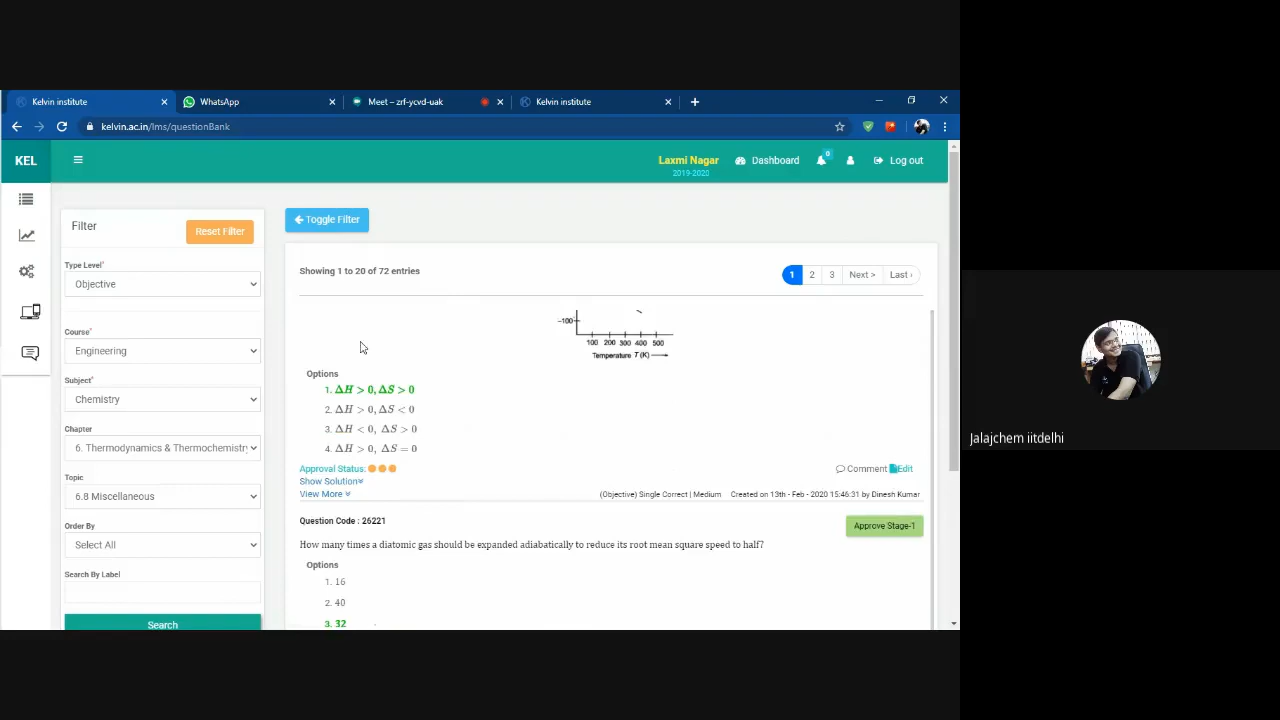 Kelvin institute
WhatsApp
Meet – zrf-ycvd-uak
Kelvin institute
kelvin.ac.in/lms/questionBank
KEL
Laxmi Nagar
2019-2020
Dashboard
0
Log out
Filter
Reset Filter
Type Level*
Objective
Course*
Engineering
Subject*
Chemistry
Chapter
6. Thermodynamics & Thermochemistry
Topic
6.8 Miscellaneous
Order By
Select All
Search By Label
Search
Toggle Filter
Showing 1 to 20 of 72 entries
1 2 3 Next > Last ›
-100
100 200 300 400 500
Temperature T (K)
Options
1. ΔH > 0, ΔS > 0
2. ΔH > 0, ΔS < 0
3. ΔH < 0, ΔS > 0
4. ΔH > 0, ΔS = 0
Approval Status:
Comment Edit
Show Solution
View More
(Objective) Single Correct | Medium Created on 13th - Feb - 2020 15:46:31 by Dinesh Kumar
Question Code : 26221
Approve Stage-1
How many times a diatomic gas should be expanded adiabatically to reduce its root mean square speed to half?
Options
1. 16
2. 40
3. 32
Jalajchem iitdelhi